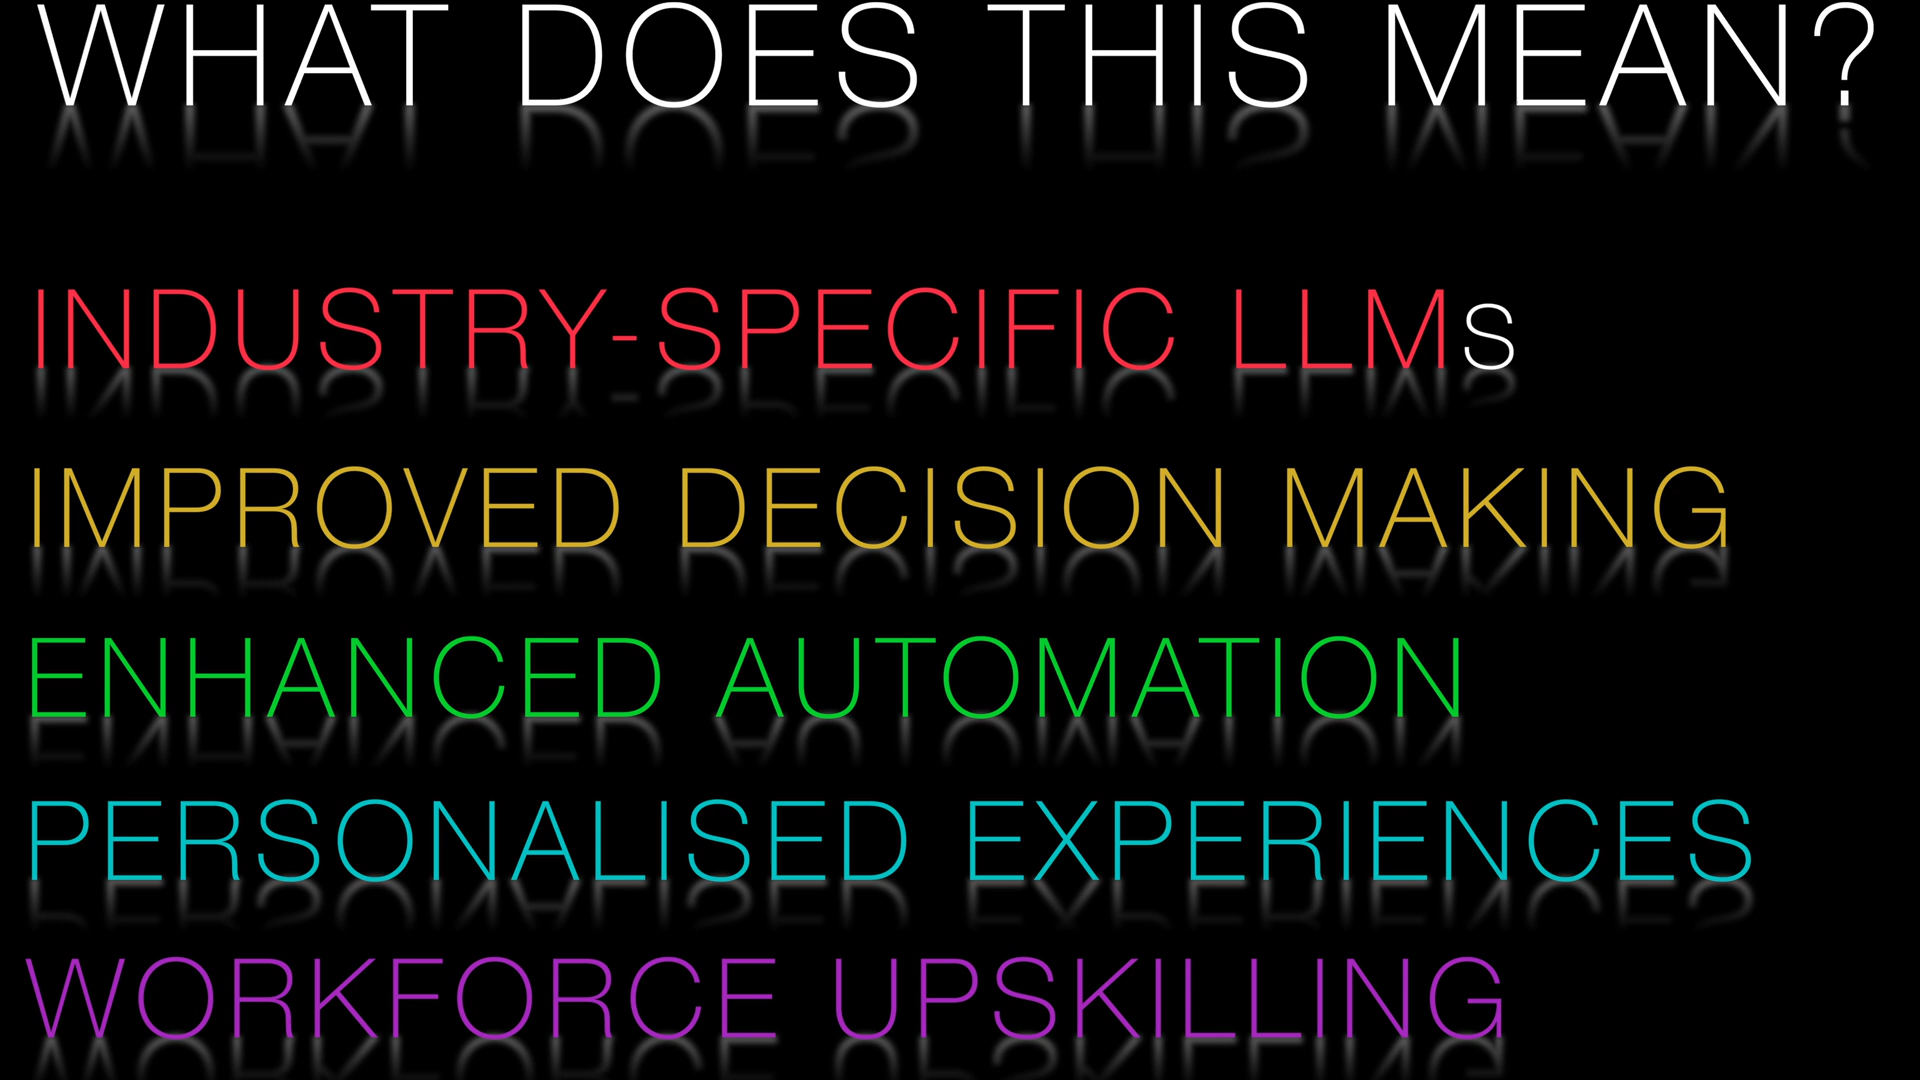 WHAT DOES THIS MEAN?
INDUSTRY-SPECIFIC LLMs
IMPROVED DECISION MAKING
ENHANCED AUTOMATION
PERSONALISED EXPERIENCES
WORKFORCE UPSKILLING